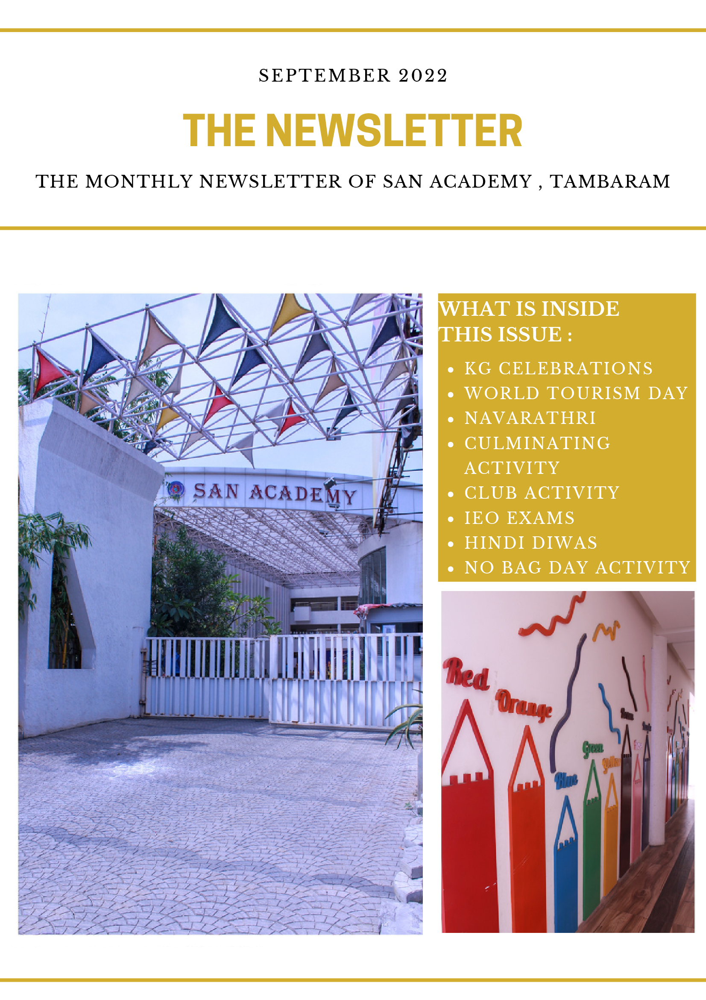 SEPTEMBER 2022
THE NEWSLETTER
THE MONTHLY NEWSLETTER OF SAN ACADEMY , TAMBARAM
SAN ACADEMY
WHAT IS INSIDE
THIS ISSUE :
• KG CELEBRATIONS
• WORLD TOURISM DAY
• NAVARATHRI
• CULMINATING
ACTIVITY
• CLUB ACTIVITY
• IEO EXAMS
• HINDI DIWAS
• NO BAG DAY ACTIVITY
Red
Orange
Blue
Green
Yellow